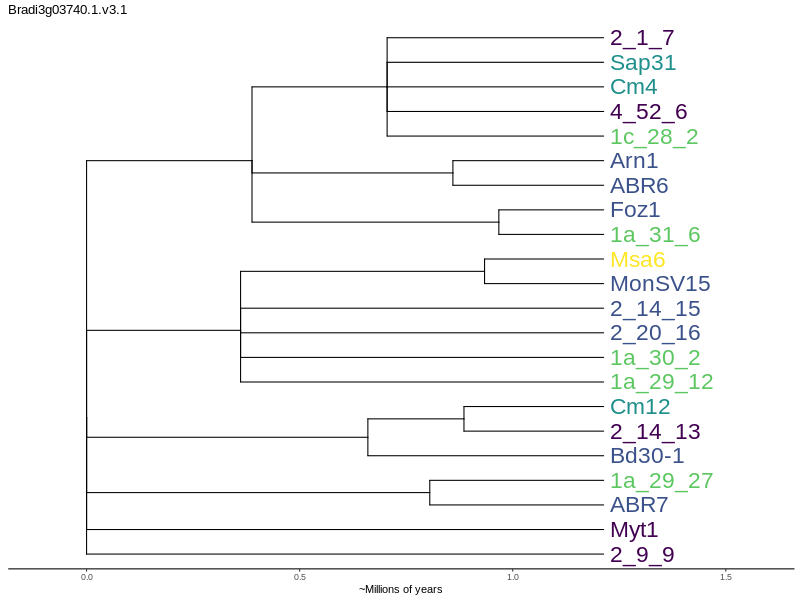 Bradi3g03740.1.v3.1
2_1_7
Sap31
Cm4
4_52_6
1c_28_2
Arn1
ABR6
Foz1
1a_31_6
Msa6
MonSV15
2_14_15
2_20_16
1a_30_2
1a_29_12
Cm12
2_14_13
Bd30-1
1a_29_27
ABR7
Myt1
2_9_9
0.0 0.5 1.0 1.5
~Millions of years